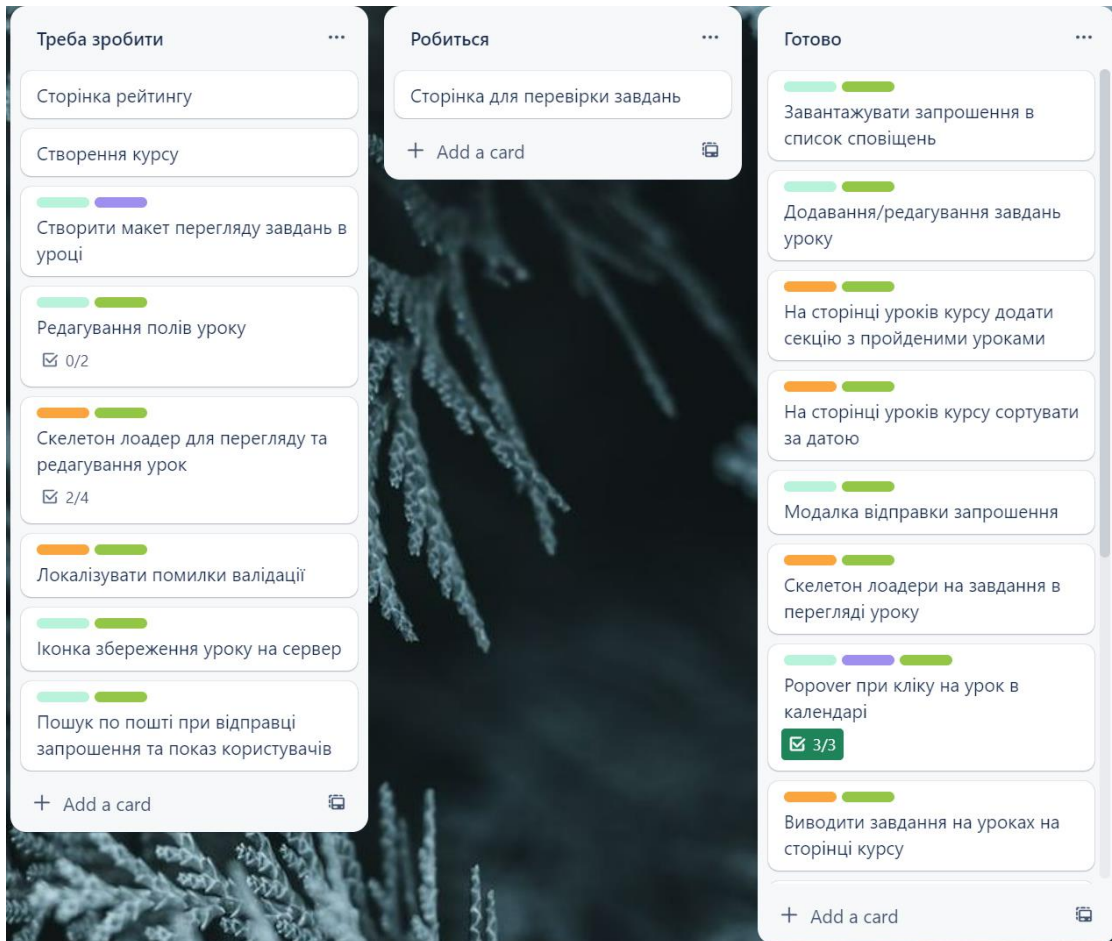 Треба зробити
Сторінка рейтингу
Створення курсу
Створити макет перегляду завдань в
уроці
Редагування полів уроку
0/2
Скелетон лоадер для перегляду та
редагування урок
2/4
Локалізувати помилки валідації
Іконка збереження уроку на сервер
Пошук по пошті при відправці
запрошення та показ користувачів
+ Add a card
Робиться
Сторінка для перевірки завдань
+ Add a card
Готово
Завантажувати запрошення в
список сповіщень
Додавання/редагування завдань
уроку
На сторінці уроків курсу додати
секцію з пройденими уроками
На сторінці уроків курсу сортувати
за датою
Модалка відправки запрошення
Скелетон лоадери на завдання в
перегляді уроку
Popover при кліку на урок в
календарі
3/3
Виводити завдання на уроках на
сторінці курсу
+ Add a card